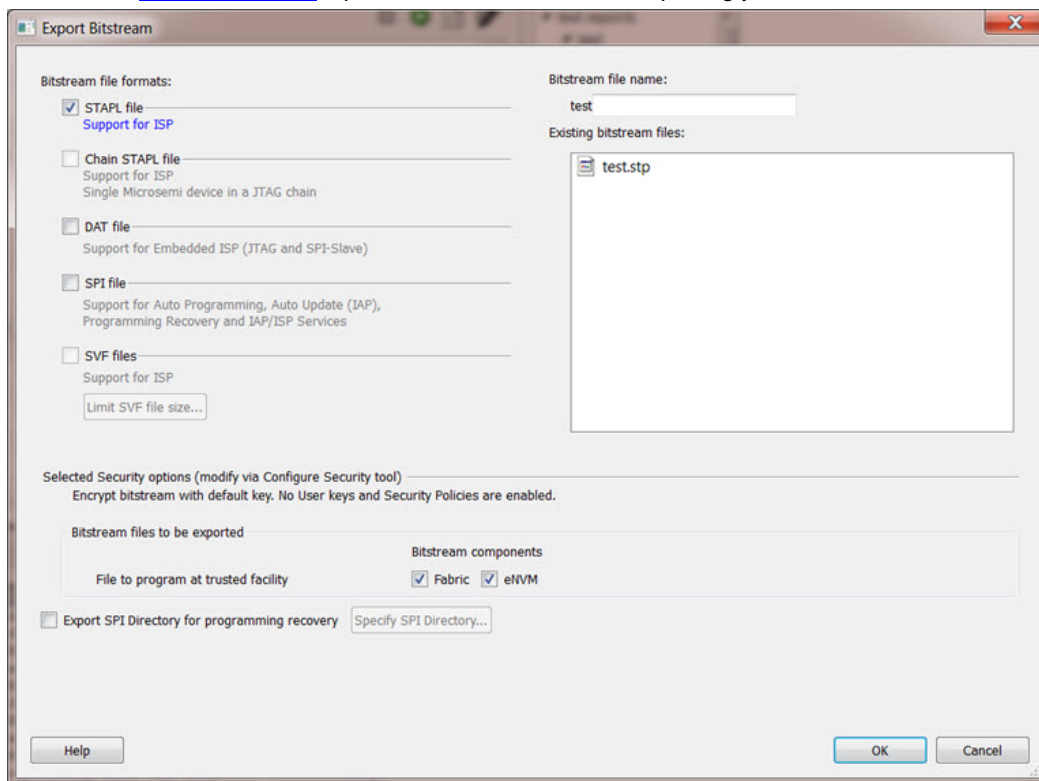 Export Bitstream
Bitstream file formats:
STAPL file
Support for ISP
Chain STAPL file
Support for ISP
Single Microsemi device in a JTAG chain
DAT file
Support for Embedded ISP (JTAG and SPI-Slave)
SPI file
Support for Auto Programming, Auto Update (IAP),
Programming Recovery and IAP/ISP Services
SVF files
Support for ISP
Limit SVF file size...
Bitstream file name:
test
Existing bitstream files:
test.stp
Selected Security options (modify via Configure Security tool)
Encrypt bitstream with default key. No User keys and Security Policies are enabled.
Bitstream files to be exported
Bitstream components
File to program at trusted facility Fabric eNVM
Export SPI Directory for programming recovery Specify SPI Directory...
Help OK Cancel